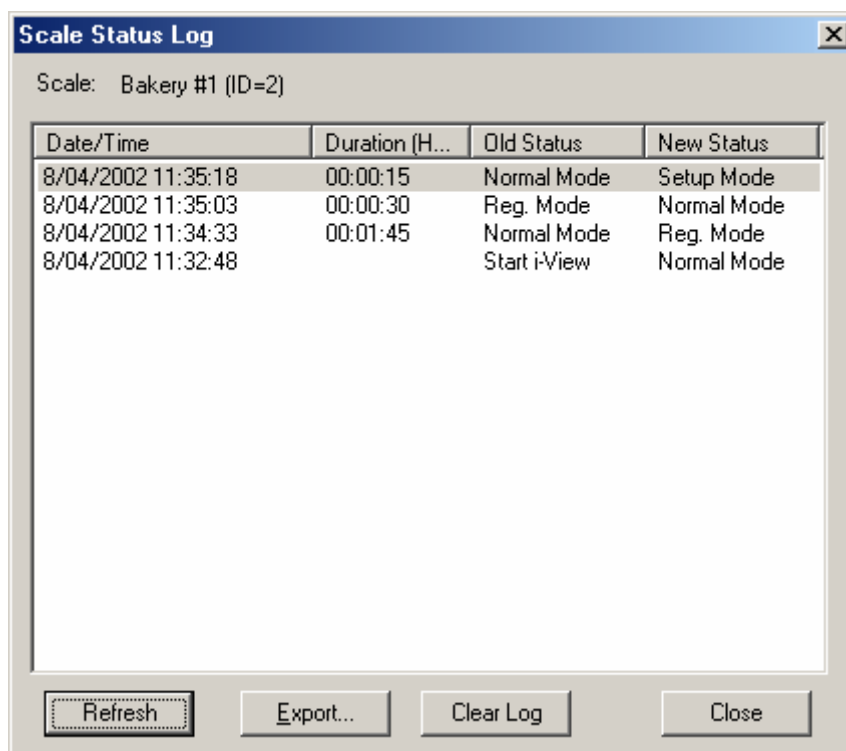 Scale Status Log
Scale: Bakery #1 (ID=2)
Date/Time Duration (H... Old Status New Status
8/04/2002 11:35:18 00:00:15 Normal Mode Setup Mode
8/04/2002 11:35:03 00:00:30 Reg. Mode Normal Mode
8/04/2002 11:34:33 00:01:45 Normal Mode Reg. Mode
8/04/2002 11:32:48 Start i-View Normal Mode
Refresh Export... Clear Log Close